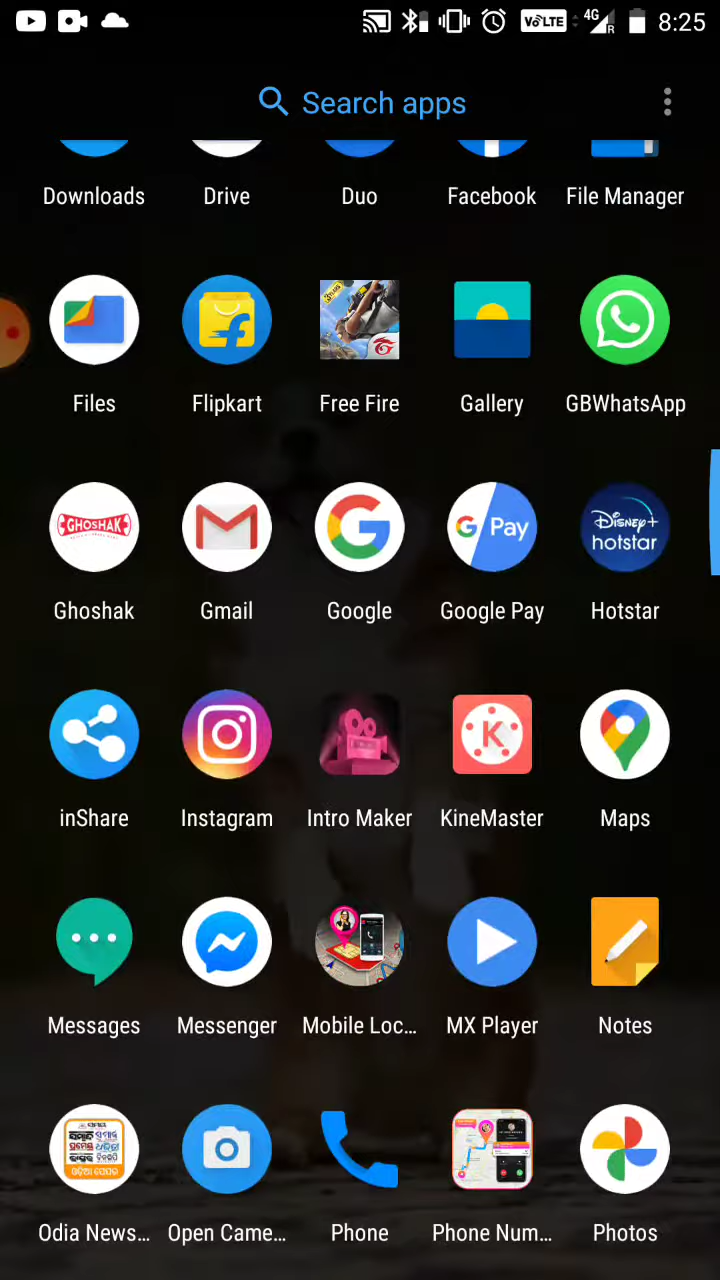 4G
VoLTE
R
8:25
Search apps
Downloads Drive Duo Facebook File Manager
Files Flipkart Free Fire Gallery GBWhatsApp
GHOSHAK
G Pay
Disney+
hotstar
Ghoshak Gmail Google Google Pay Hotstar
K
inShare Instagram Intro Maker KineMaster Maps
Messages Messenger Mobile Loc... MX Player Notes
Odia News... Open Came... Phone Phone Num... Photos